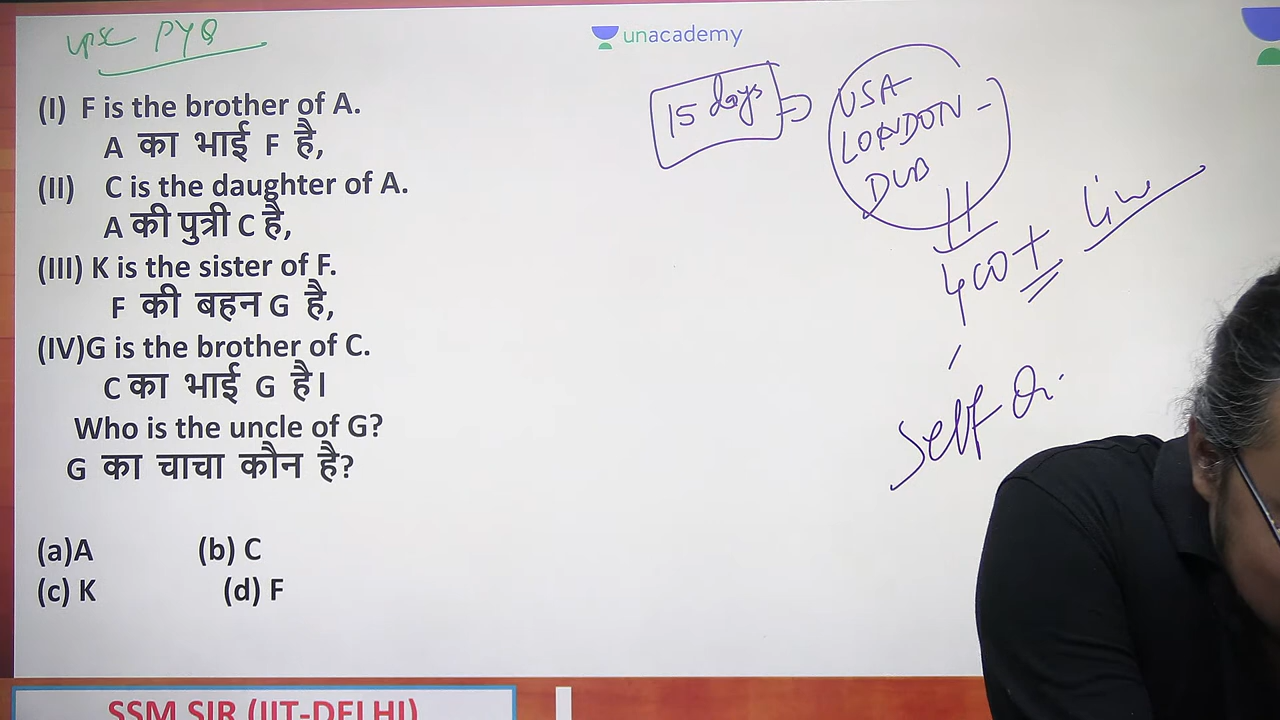 upsc PYQ
unacademy
(I) F is the brother of A.
A का भाई F है,
(II) C is the daughter of A.
A की पुत्री C है,
(III) K is the sister of F.
F की बहन G है,
(IV)G is the brother of C.
C का भाई G है।
Who is the uncle of G?
G का चाचा कौन है?
(a)A (b) C
(c) K (d) F
15 days
USA
LONDON -
DUB
400+
Self
SSM SIR (IIT-DELHI)